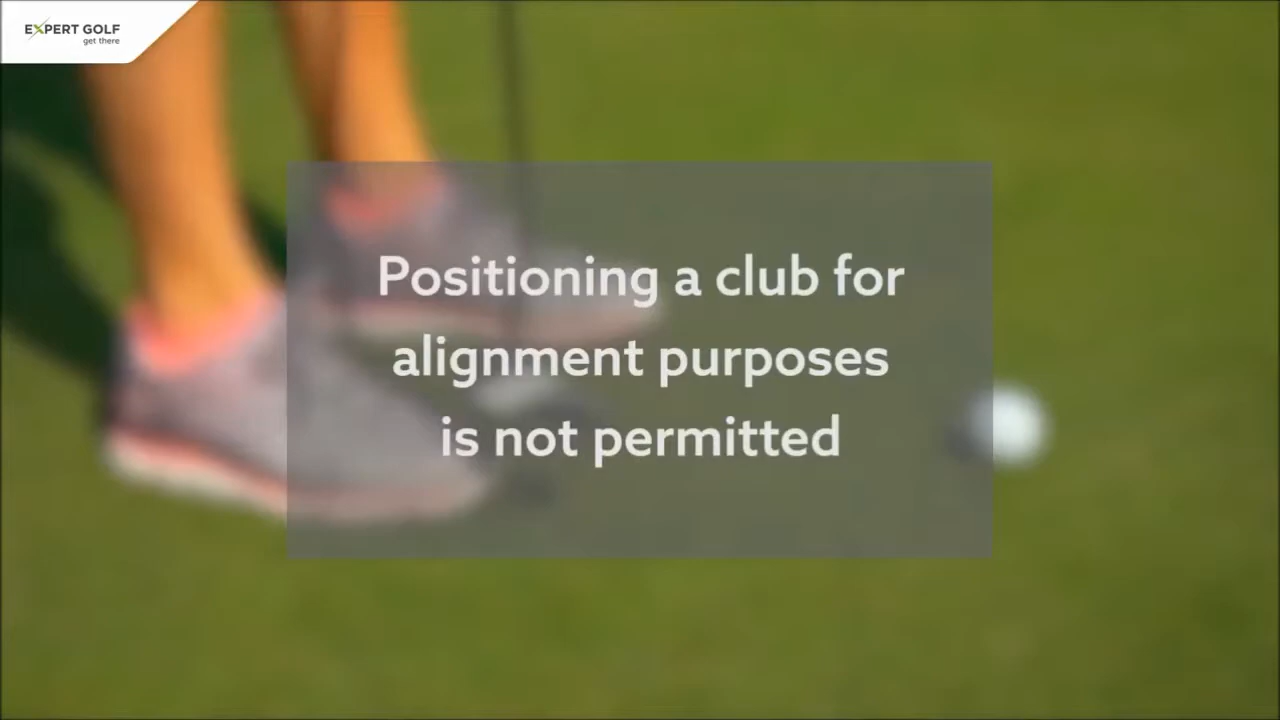 EXPERT GOLF
get there
Positioning a club for
alignment purposes
is not permitted